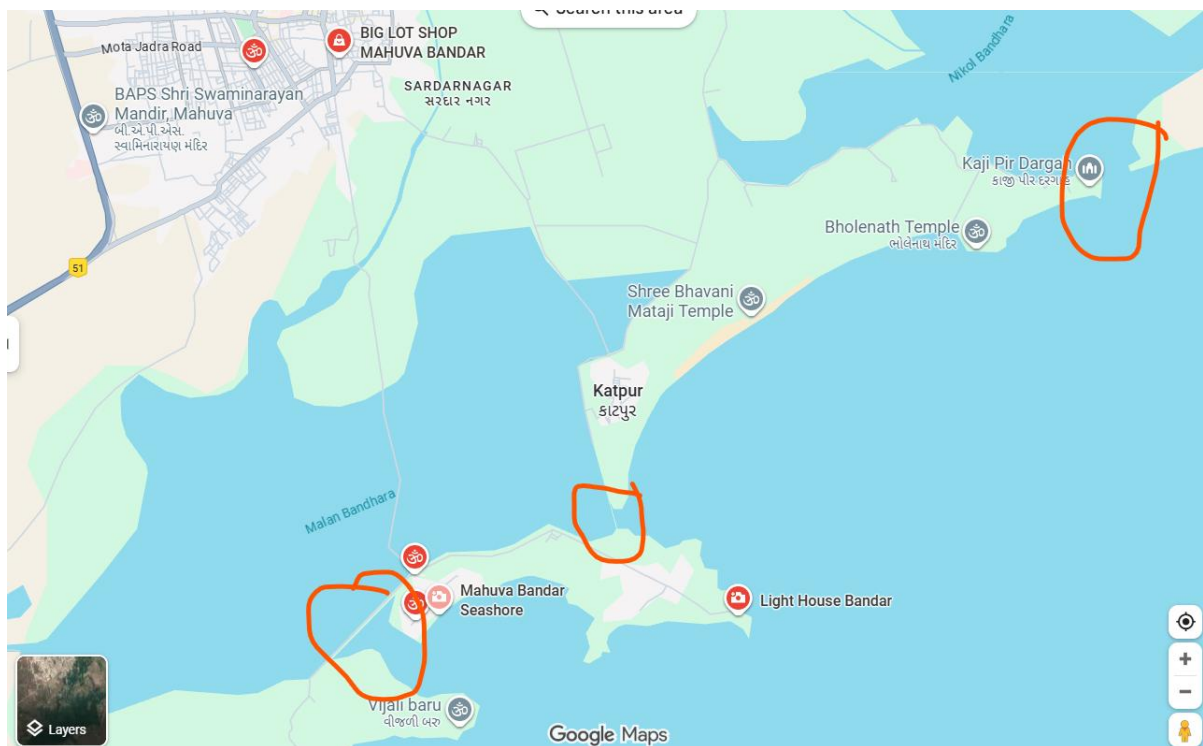 Search this area
BIG LOT SHOP
MAHUVA BANDAR
Mota Jadra Road
SARDARNAGAR
સરદાર નગર
Nikol Bandhara
BAPS Shri Swaminarayan
Mandir, Mahuva
બી.એ.પી.એસ.
સ્વામિનારાયણ મંદિર
Kaji Pir Dargah
કાજી પીર દરગાહ
Bholenath Temple
ભોલેનાથ મંદિર
51
Shree Bhavani
Mataji Temple
Katpur
કાટપુર
Malan Bandhara
Mahuva Bandar
Seashore
Light House Bandar
Vijali baru
વીજળી બરુ
Layers
Google Maps